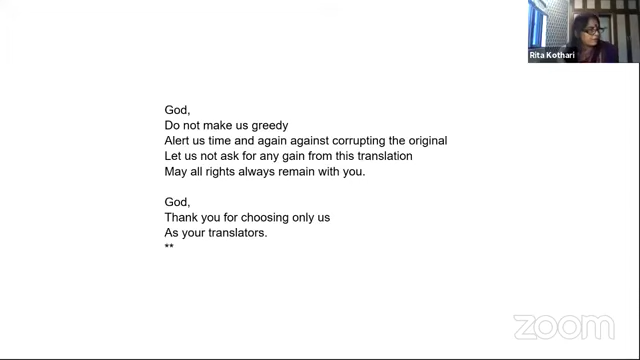 Rita Kothari
God,
Do not make us greedy
Alert us time and again against corrupting the original
Let us not ask for any gain from this translation
May all rights always remain with you.
God,
Thank you for choosing only us
As your translators.
**
zoom